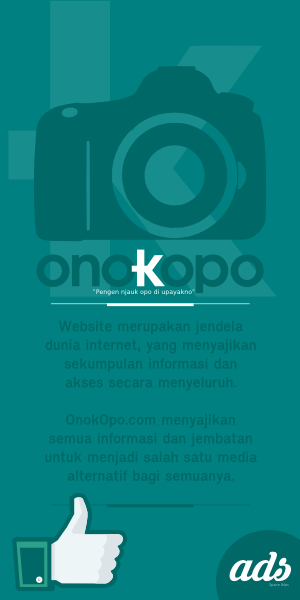 onokopo
"Pengen njauk opo di upayakno"
Website merupakan jendela
dunia internet, yang menyajikan
sekumpulan informasi dan
akses secara menyeluruh.
OnokOpo.com menyajikan
semua informasi dan jembatan
untuk menjadi salah satu media
alternatif bagi semuanya.
ads